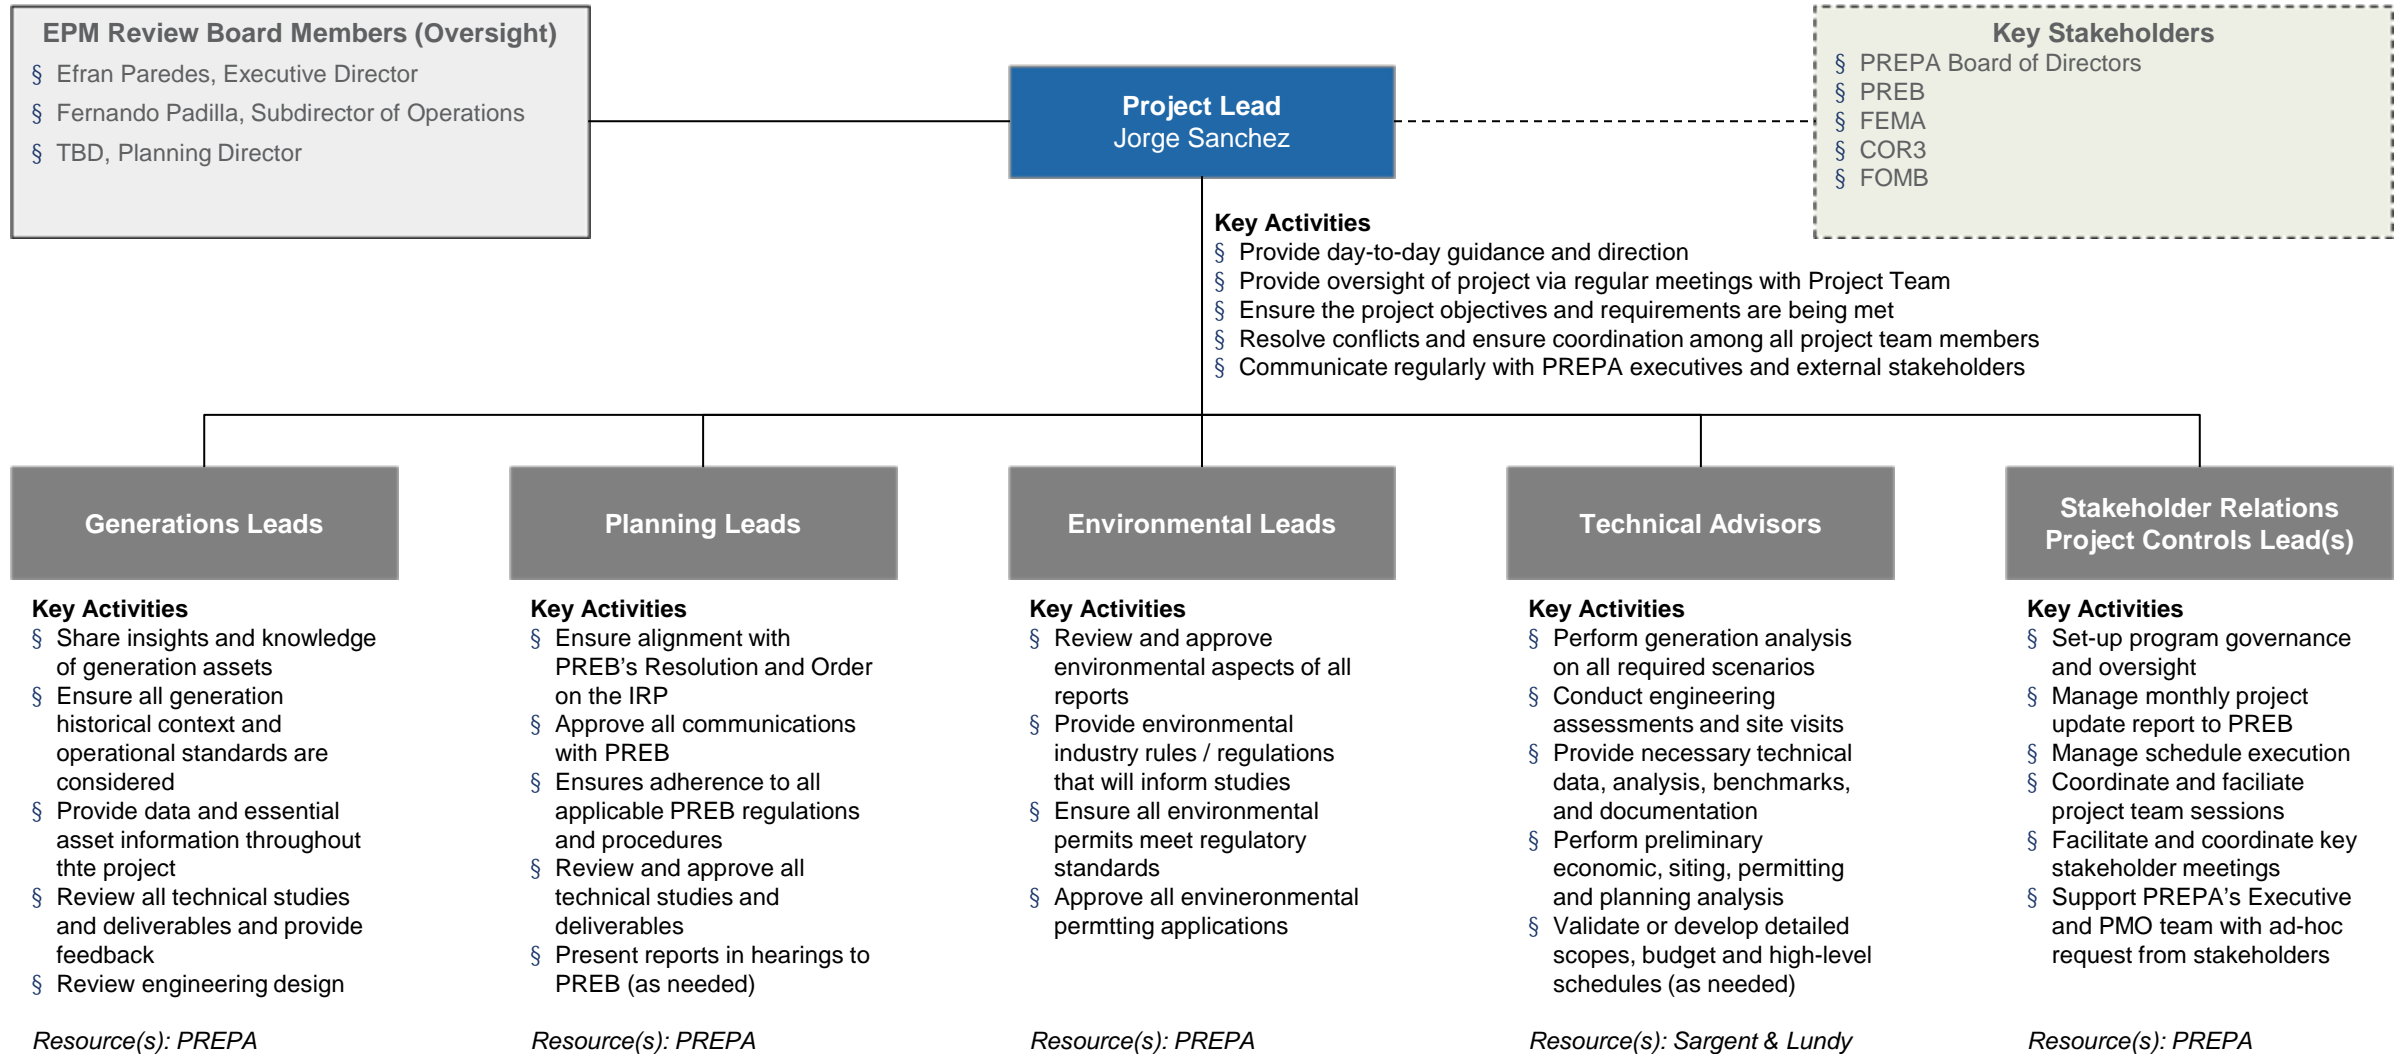 EPM Review Board Members (Oversight)
§ Efran Paredes, Executive Director
§ Fernando Padilla, Subdirector of Operations
§ TBD, Planning Director
Project Lead
Jorge Sanchez
Key Stakeholders
§ PREPA Board of Directors
§ PREB
§ FEMA
§ COR3
§ FOMB
Key Activities
§ Provide day-to-day guidance and direction
§ Provide oversight of project via regular meetings with Project Team
§ Ensure the project objectives and requirements are being met
§ Resolve conflicts and ensure coordination among all project team members
§ Communicate regularly with PREPA executives and external stakeholders
Generations Leads
Key Activities
§ Share insights and knowledge
of generation assets
§ Ensure all generation
historical context and
operational standards are
considered
§ Provide data and essential
asset information throughout
thte project
§ Review all technical studies
and deliverables and provide
feedback
§ Review engineering design
Resource(s): PREPA
Planning Leads
Key Activities
§ Ensure alignment with
PREB’s Resolution and Order
on the IRP
§ Approve all communications
with PREB
§ Ensures adherence to all
applicable PREB regulations
and procedures
§ Review and approve all
technical studies and
deliverables
§ Present reports in hearings to
PREB (as needed)
Resource(s): PREPA
Environmental Leads
Key Activities
§ Review and approve
environmental aspects of all
reports
§ Provide environmental
industry rules / regulations
that will inform studies
§ Ensure all environmental
permits meet regulatory
standards
§ Approve all envineronmental
permtting applications
Resource(s): PREPA
Technical Advisors
Key Activities
§ Perform generation analysis
on all required scenarios
§ Conduct engineering
assessments and site visits
§ Provide necessary technical
data, analysis, benchmarks,
and documentation
§ Perform preliminary
economic, siting, permitting
and planning analysis
§ Validate or develop detailed
scopes, budget and high-level
schedules (as needed)
Resource(s): Sargent & Lundy
Stakeholder Relations
Project Controls Lead(s)
Key Activities
§ Set-up program governance
and oversight
§ Manage monthly project
update report to PREB
§ Manage schedule execution
§ Coordinate and faciliate
project team sessions
§ Facilitate and coordinate key
stakeholder meetings
§ Support PREPA’s Executive
and PMO team with ad-hoc
request from stakeholders
Resource(s): PREPA